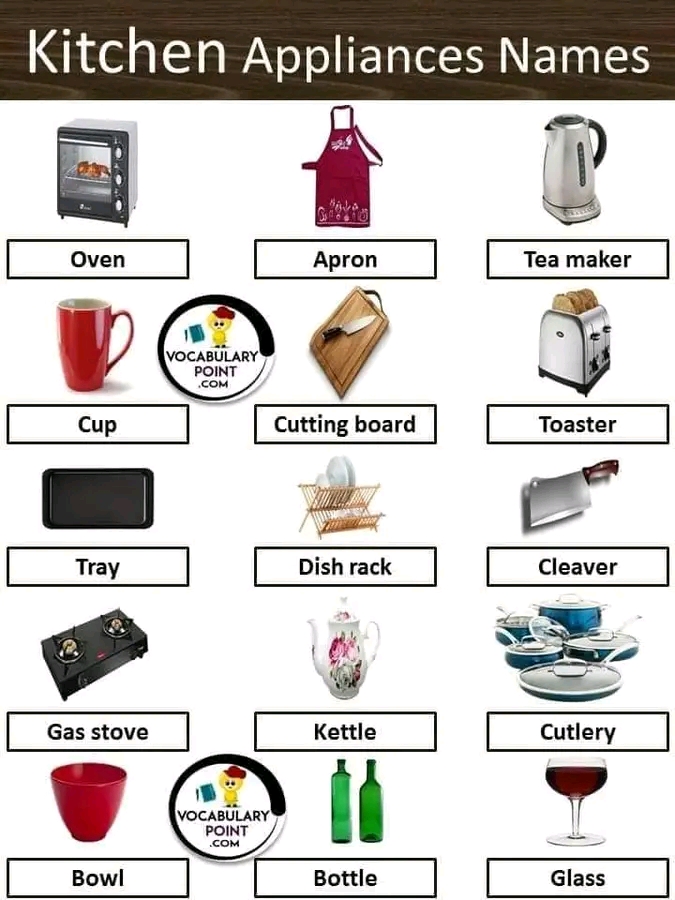 Kitchen Appliances Names
Oven
Apron
Tea maker
Cup
VOCABULARY
POINT
.COM
Cutting board
Toaster
Tray
Dish rack
Cleaver
Gas stove
Kettle
Cutlery
Bowl
VOCABULARY
POINT
.COM
Bottle
Glass